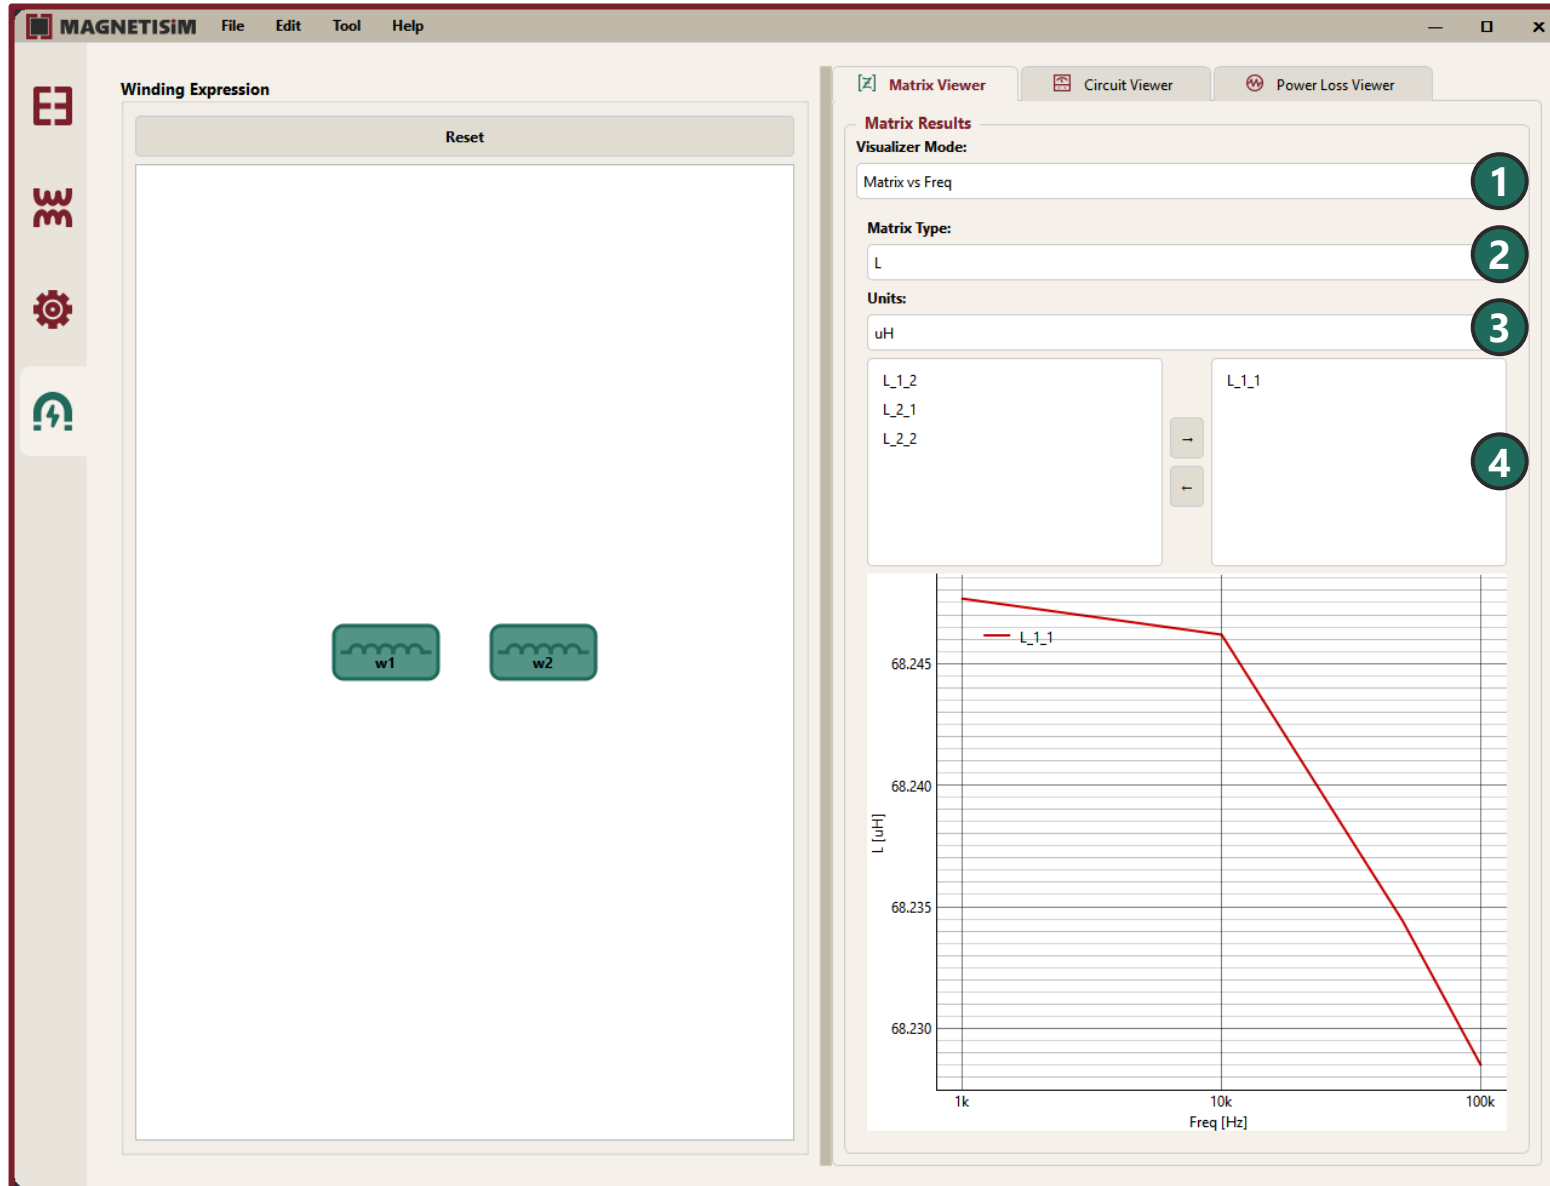 MAGNETISiM File Edit Tool Help
Winding Expression
Reset
w1 w2
Matrix Viewer Circuit Viewer Power Loss Viewer
Matrix Results
Visualizer Mode:
Matrix vs Freq
1
Matrix Type:
L
2
Units:
uH
3
L_1_2
L_2_1
L_2_2
→
←
L_1_1
4
L_1_1
68.245
68.240
68.235
68.230
L [uH]
1k 10k 100k
Freq [Hz]